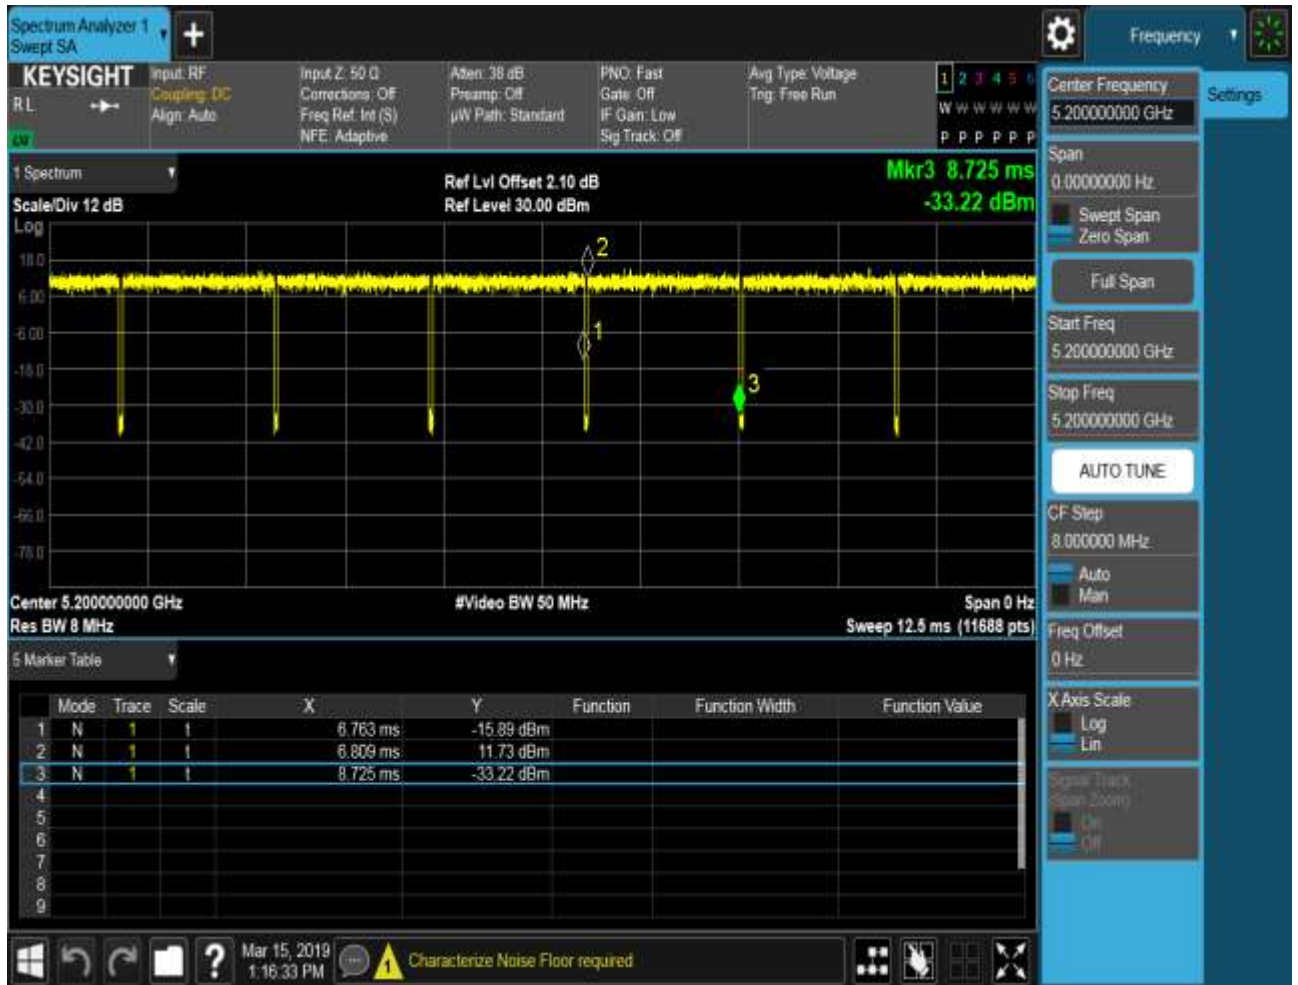 Spectrum Analyzer 1
Swept SA
+
Frequency
KEYSIGHT
RL
Input: RF
Coupling: DC
Align: Auto
Input Z: 50 Ω
Corrections: Off
Freq Ref: Int (S)
NFE: Adaptive
Atten: 38 dB
Preamp: Off
µW Path: Standard
PNO: Fast
Gate: Off
IF Gain: Low
Sig Track: Off
Avg Type: Voltage
Trig: Free Run
1 2 3 4 5 6
W W W W W W
P P P P P P
1 Spectrum
Scale/Div 12 dB
Ref Lvl Offset 2.10 dB
Ref Level 30.00 dBm
Mkr3 8.725 ms
-33.22 dBm
Log
18.0
6.00
-6.00
-18.0
-30.0
-42.0
-54.0
-66.0
-78.0
2
1
3
Center 5.200000000 GHz
#Video BW 50 MHz
Span 0 Hz
Res BW 8 MHz
Sweep 12.5 ms (11688 pts)
5 Marker Table
Mode Trace Scale X Y Function Function Width Function Value
1 N 1 t 6.763 ms -15.89 dBm
2 N 1 t 6.809 ms 11.73 dBm
3 N 1 t 8.725 ms -33.22 dBm
4
5
6
7
8
9
?
Mar 15, 2019
1:16:33 PM
1
Characterize Noise Floor required
Center Frequency
5.200000000 GHz
Settings
Span
0.00000000 Hz
Swept Span
Zero Span
Full Span
Start Freq
5.200000000 GHz
Stop Freq
5.200000000 GHz
AUTO TUNE
CF Step
8.000000 MHz
Auto
Man
Freq Offset
0 Hz
X Axis Scale
Log
Lin
Signal Track
(Span Zoom)
On
Off